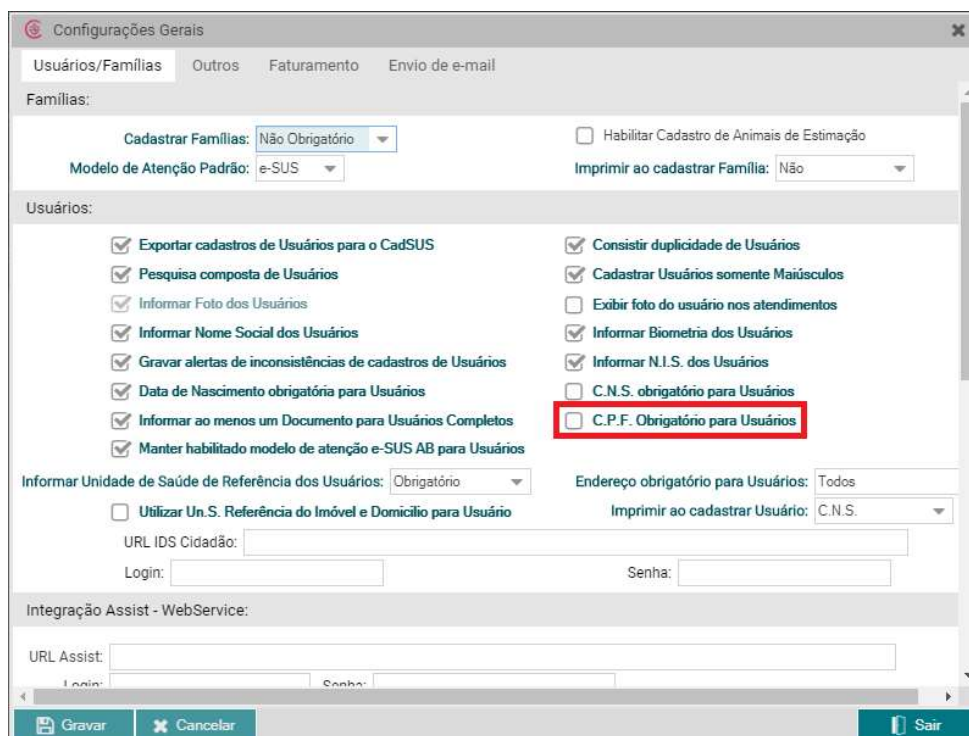 Configurações Gerais
Usuários/Famílias Outros Faturamento Envio de e-mail
Famílias:
Cadastrar Famílias: Não Obrigatório Habilitar Cadastro de Animais de Estimação
Modelo de Atenção Padrão: e-SUS Imprimir ao cadastrar Família: Não
Usuários:
Exportar cadastros de Usuários para o CadSUS Consistir duplicidade de Usuários
Pesquisa composta de Usuários Cadastrar Usuários somente Maiúsculos
Informar Foto dos Usuários Exibir foto do usuário nos atendimentos
Informar Nome Social dos Usuários Informar Biometria dos Usuários
Gravar alertas de inconsistências de cadastros de Usuários Informar N.I.S. dos Usuários
Data de Nascimento obrigatória para Usuários C.N.S. obrigatório para Usuários
Informar ao menos um Documento para Usuários Completos C.P.F. Obrigatório para Usuários
Manter habilitado modelo de atenção e-SUS AB para Usuários
Informar Unidade de Saúde de Referência dos Usuários: Obrigatório Endereço obrigatório para Usuários: Todos
Utilizar Un.S. Referência do Imóvel e Domicilio para Usuário Imprimir ao cadastrar Usuário: C.N.S.
URL IDS Cidadão:
Login: Senha:
Integração Assist - WebService:
URL Assist:
Login: Senha:
Gravar Cancelar Sair